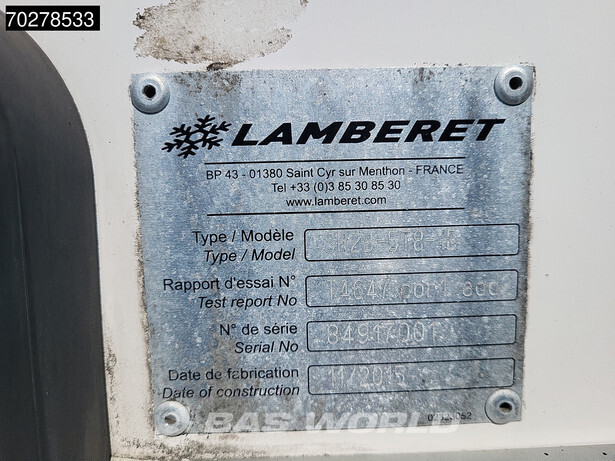 70278533
LAMBERET
BP 43 - 01380 Saint Cyr sur Menthon - FRANCE
Tel +33 (0)3 85 30 85 30
www.lamberet.com
Type / Modèle
Type / Model
Rapport d'essai N° 14647
Test report No
N° de série 84917001
Serial No
Date de fabrication 11/2015
Date of construction
BAS WORLD